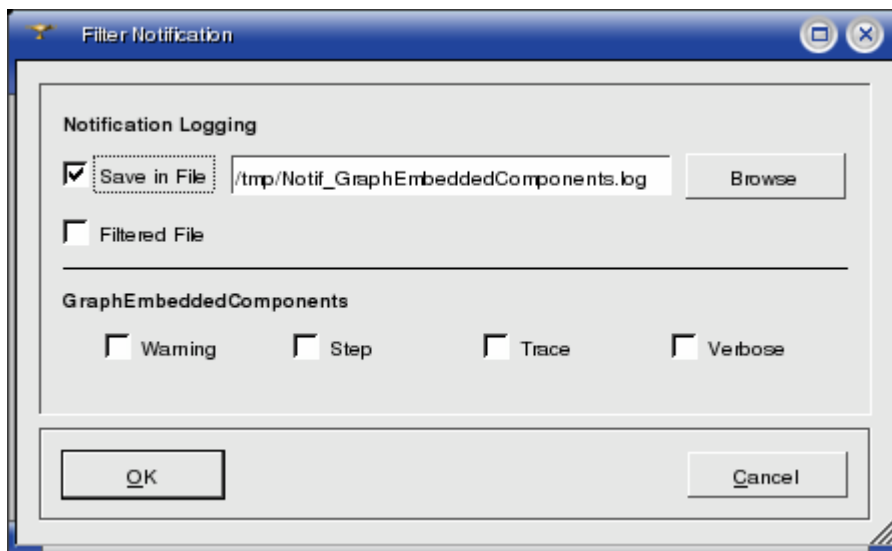 Filter Notification
Notification Logging
Save in File /tmp/Notif_GraphEmbeddedComponents.log Browse
Filtered File
GraphEmbeddedComponents
Warning Step Trace Verbose
OK Cancel